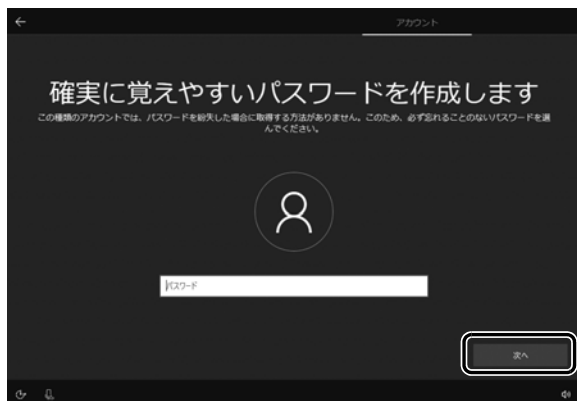 アカウント
確実に覚えやすいパスワードを作成します
この種類のアカウントでは、パスワードを紛失した場合に取得する方法がありません。このため、必ず忘れることのないパスワードを選
んでください。
パスワード
次へ